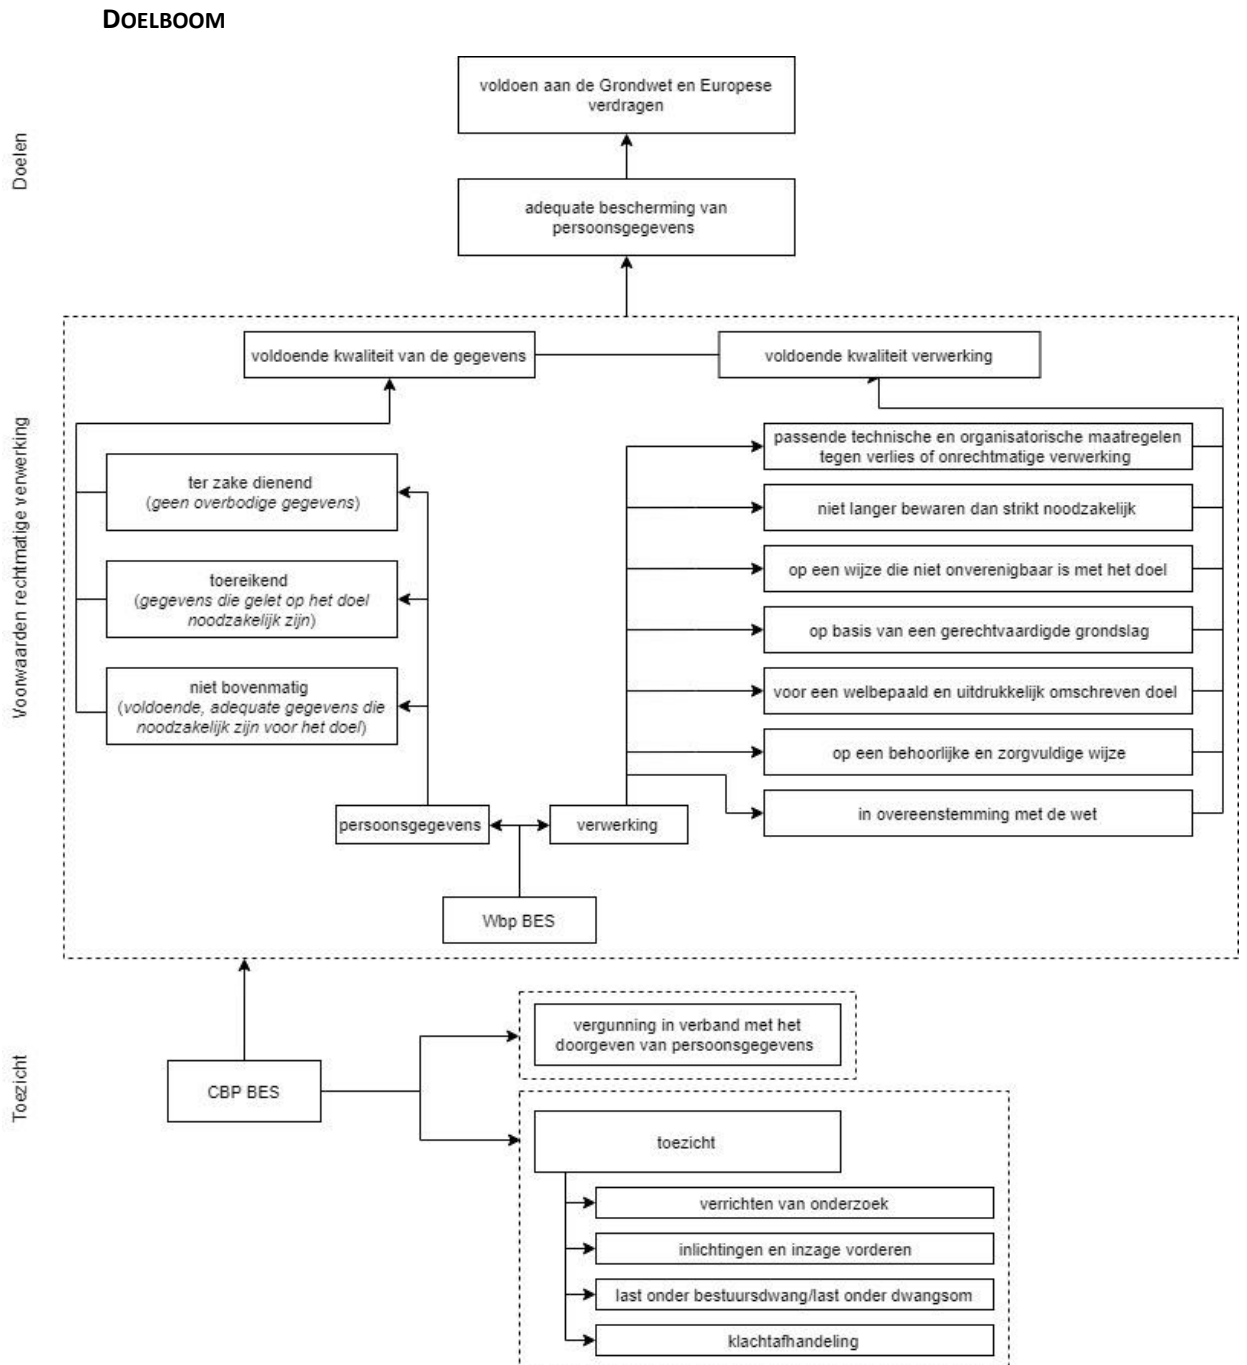 DOELBOOM
Doelen
voldoen aan de Grondwet en Europese
verdragen
adequate bescherming van
persoonsgegevens
Voorwaarden rechtmatige verwerking
voldoende kwaliteit van de gegevens
voldoende kwaliteit verwerking
ter zake dienend
(geen overbodige gegevens)
toereikend
(gegevens die gelet op het doel
noodzakelijk zijn)
niet bovenmatig
(voldoende, adequate gegevens die
noodzakelijk zijn voor het doel)
passende technische en organisatorische maatregelen
tegen verlies of onrechtmatige verwerking
niet langer bewaren dan strikt noodzakelijk
op een wijze die niet onverenigbaar is met het doel
op basis van een gerechtvaardigde grondslag
voor een welbepaald en uitdrukkelijk omschreven doel
op een behoorlijke en zorgvuldige wijze
in overeenstemming met de wet
persoonsgegevens
verwerking
Wbp BES
Toezicht
CBP BES
vergunning in verband met het
doorgeven van persoonsgegevens
toezicht
verrichten van onderzoek
inlichtingen en inzage vorderen
last onder bestuursdwang/last onder dwangsom
klachtafhandeling